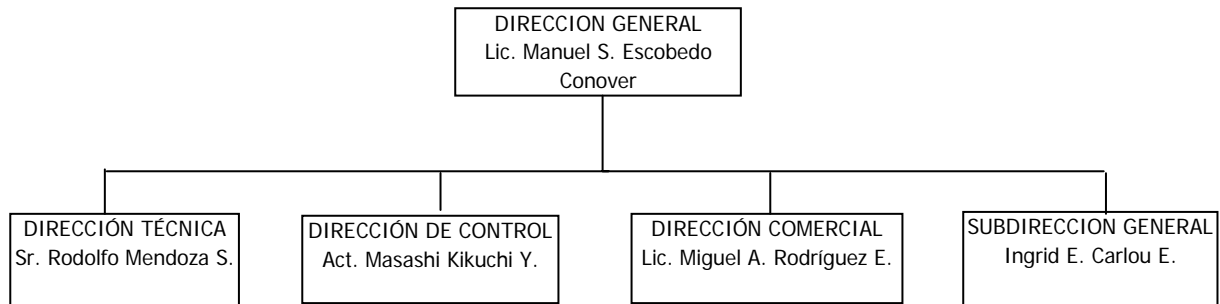 DIRECCION GENERAL
Lic. Manuel S. Escobedo
Conover
DIRECCIÓN TÉCNICA
Sr. Rodolfo Mendoza S.
DIRECCIÓN DE CONTROL
Act. Masashi Kikuchi Y.
DIRECCIÓN COMERCIAL
Lic. Miguel A. Rodríguez E.
SUBDIRECCION GENERAL
Ingrid E. Carlou E.